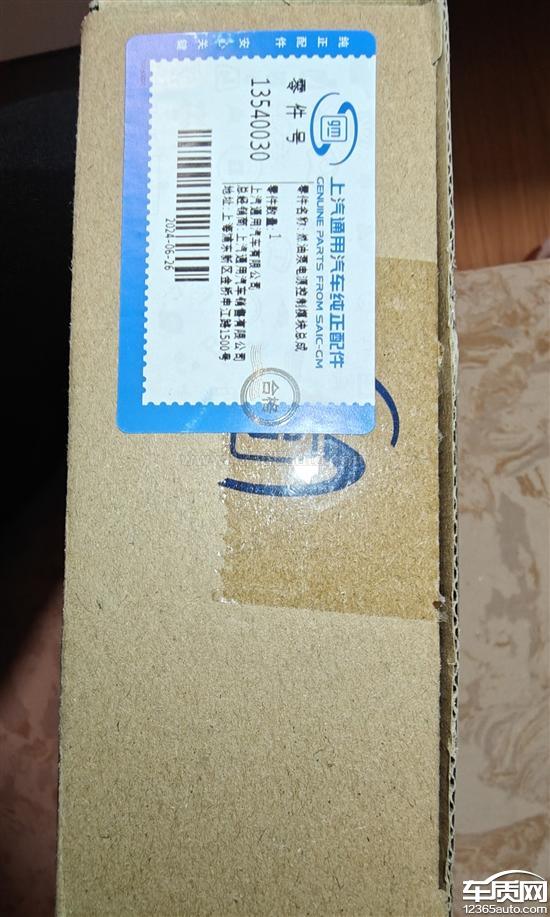 纯正配件 安心关键
gm
上汽通用汽车纯正配件
GENUINE PARTS FROM SAIC-GM
零件号
13540030
零件名称: 燃油泵电源控制模块总成
零件数量: 1
上汽通用汽车有限公司
总经销商: 上汽通用汽车销售有限公司
地址: 上海浦东新区金桥申江路1500号
2024-06-26
合格
车质网
12365auto.com